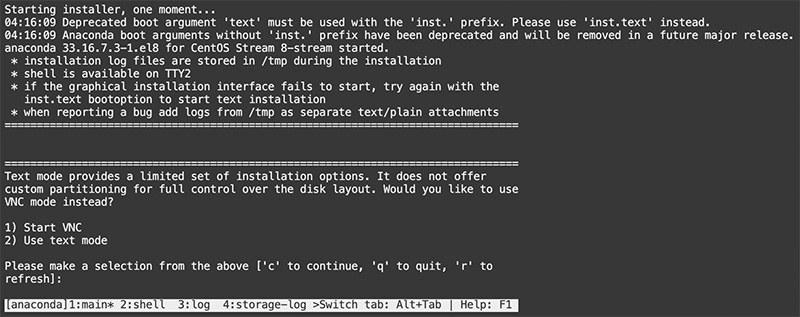 Starting installer, one moment...
04:16:09 Deprecated boot argument 'text' must be used with the 'inst.' prefix. Please use 'inst.text' instead.
04:16:09 Anaconda boot arguments without 'inst.' prefix have been deprecated and will be removed in a future major release.
anaconda 33.16.7.3-1.el8 for CentOS Stream 8-stream started.
 * installation log files are stored in /tmp during the installation
 * shell is available on TTY2
 * if the graphical installation interface fails to start, try again with the
   inst.text bootoption to start text installation
 * when reporting a bug add logs from /tmp as separate text/plain attachments
================================================================================
================================================================================
Text mode provides a limited set of installation options. It does not offer
custom partitioning for full control over the disk layout. Would you like to use
VNC mode instead?
1) Start VNC
2) Use text mode
Please make a selection from the above ['c' to continue, 'q' to quit, 'r' to
refresh]:
[anaconda]1:main* 2:shell  3:log  4:storage-log >Switch tab: Alt+Tab | Help: F1